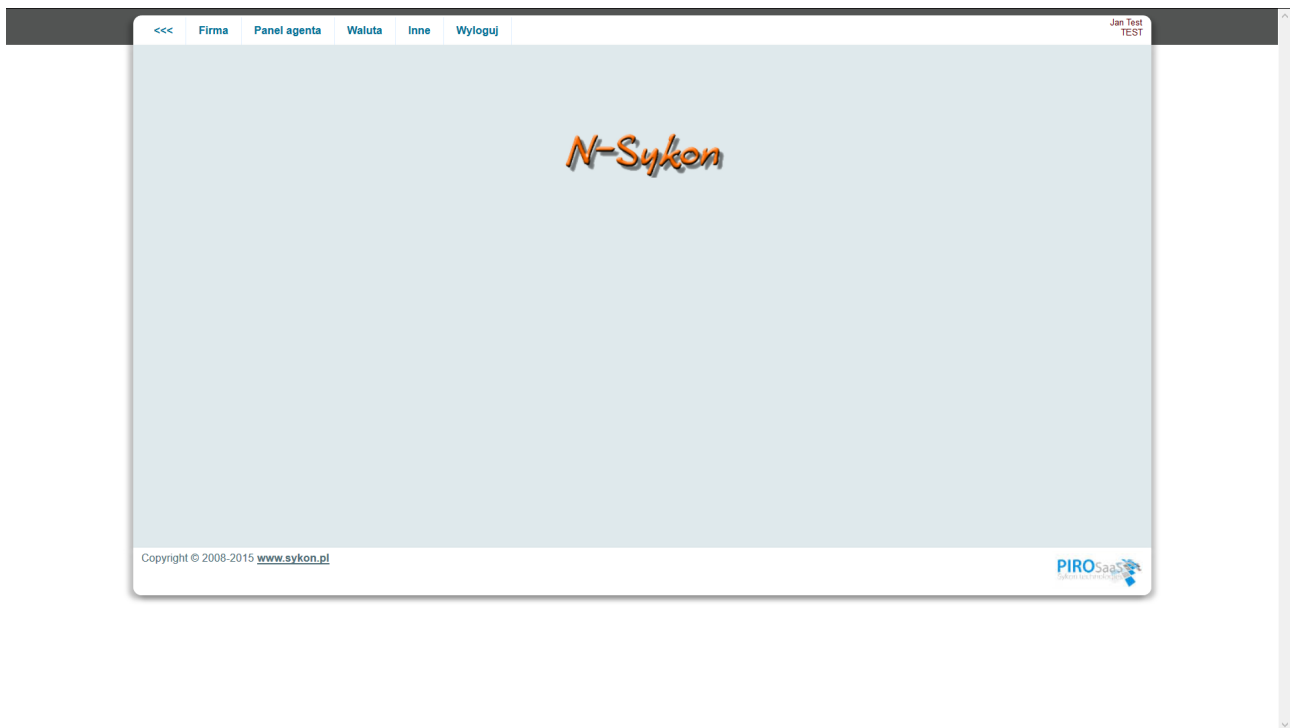 <<< Firma Panel agenta Waluta Inne Wyloguj
Jan Test
TEST
N-Sykon
Copyright © 2008-2015 www.sykon.pl
PIROSaaS